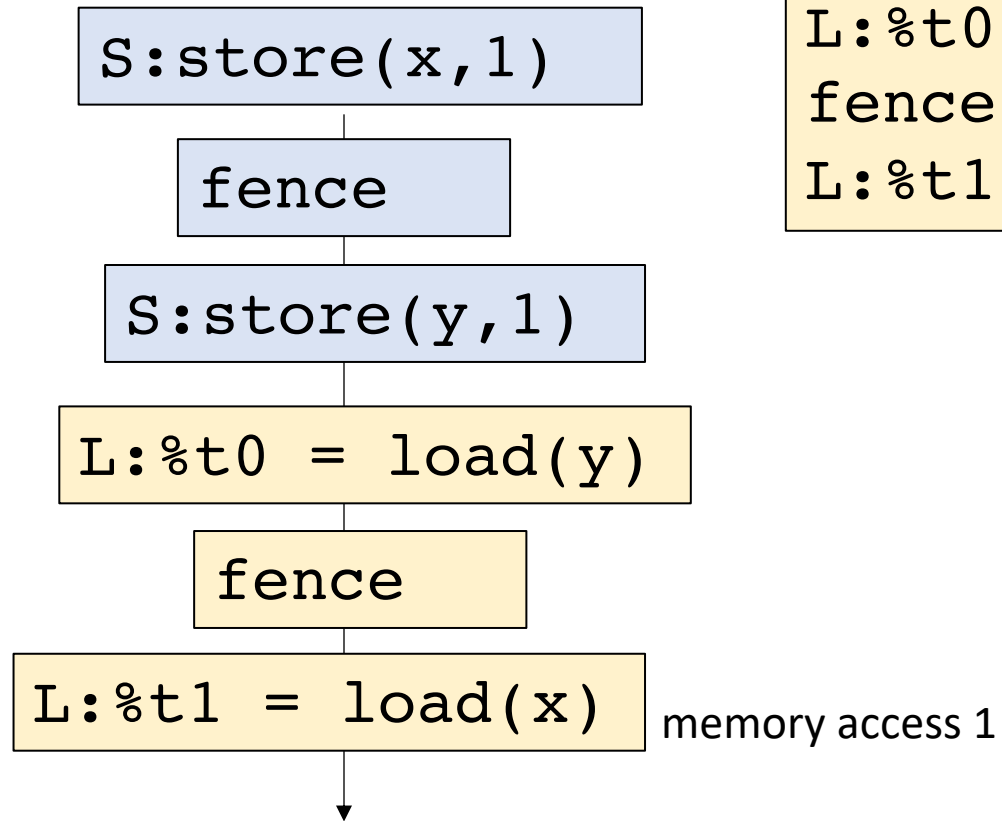 S:store(x,1)
fence
S:store(y,1)
L:%t0 = load(y)
fence
L:%t1 = load(x)
memory access 1
L:%t0
fence
L:%t1